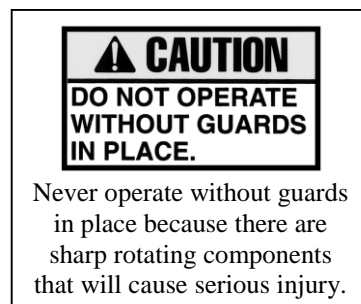 CAUTION
DO NOT OPERATE
WITHOUT GUARDS
IN PLACE.
Never operate without guards
in place because there are
sharp rotating components
that will cause serious injury.